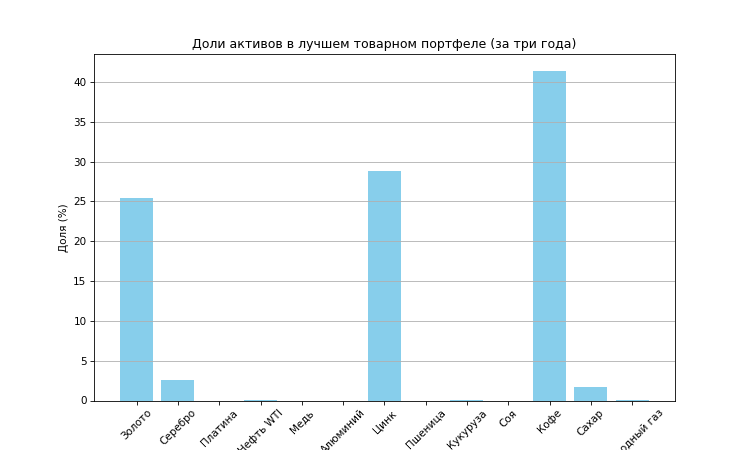 Доли активов в лучшем товарном портфеле (за три года)
Доля (%)
40
35
30
25
20
15
10
5
0
Золото
Серебро
Платина
Нефть WTI
Медь
Алюминий
Цинк
Пшеница
Кукуруза
Соя
Кофе
Сахар
газ